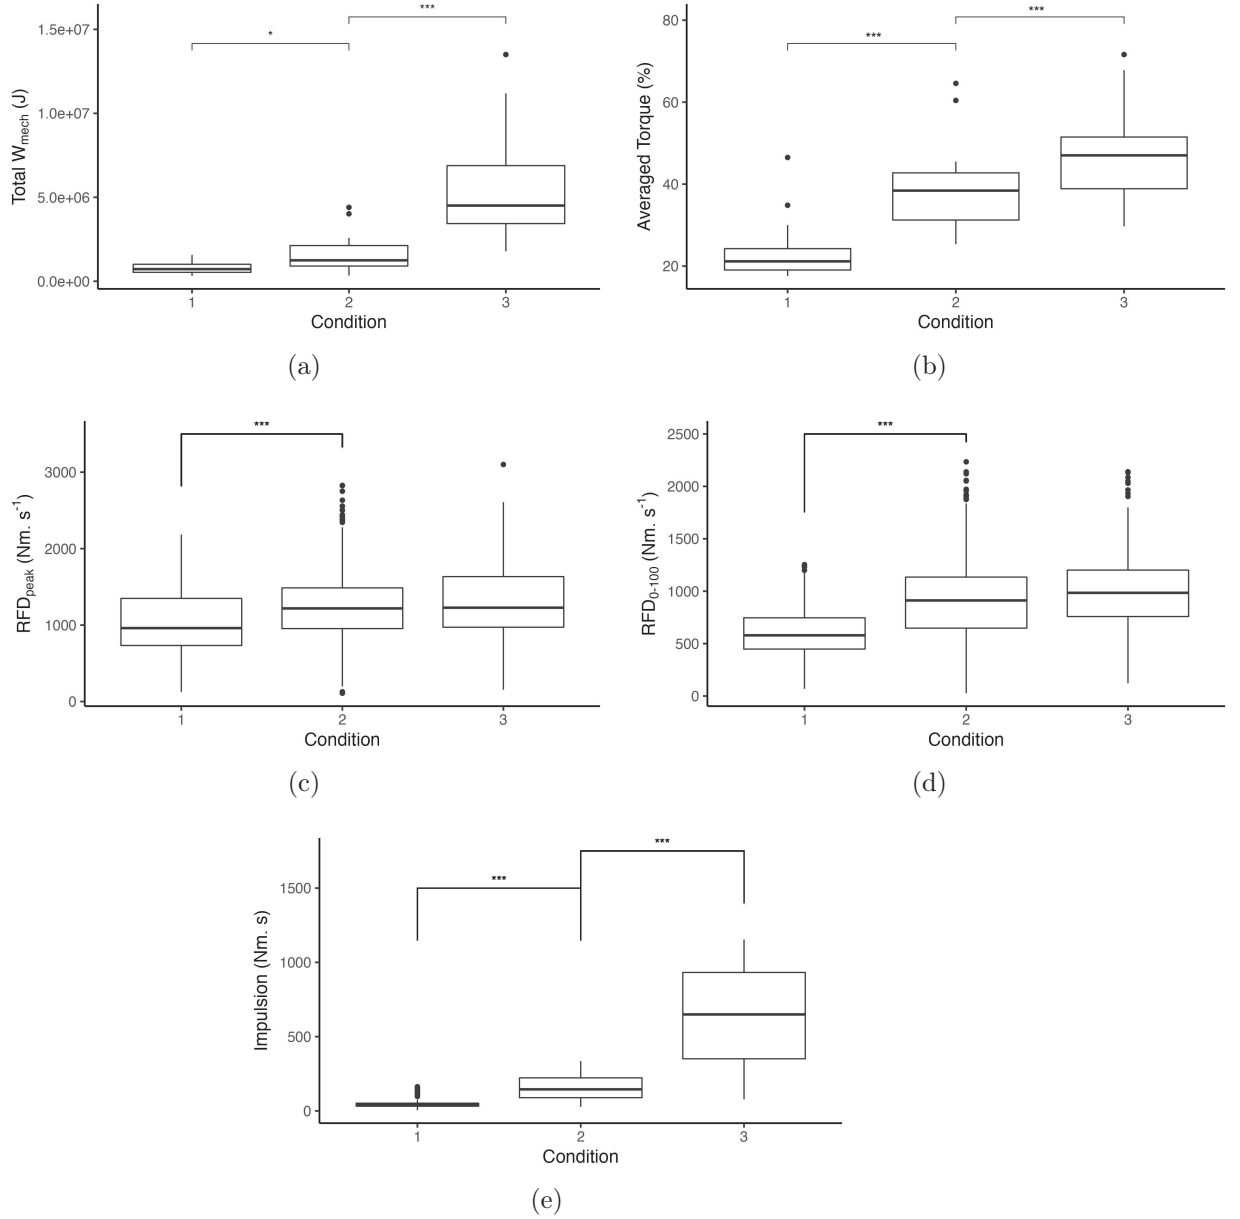 ***
*
1.5e+07
1.0e+07
5.0e+06
0.0e+00
Total Wmech (J)
1 2 3
Condition
(a)
***
***
80
60
40
20
Averaged Torque (%)
1 2 3
Condition
(b)
***
3000
2000
1000
0
RFDpeak (Nm. s-1)
1 2 3
Condition
(c)
***
2500
2000
1500
1000
500
0
RFD0-100 (Nm. s-1)
1 2 3
Condition
(d)
***
***
1500
1000
500
0
Impulsion (Nm. s)
1 2 3
Condition
(e)